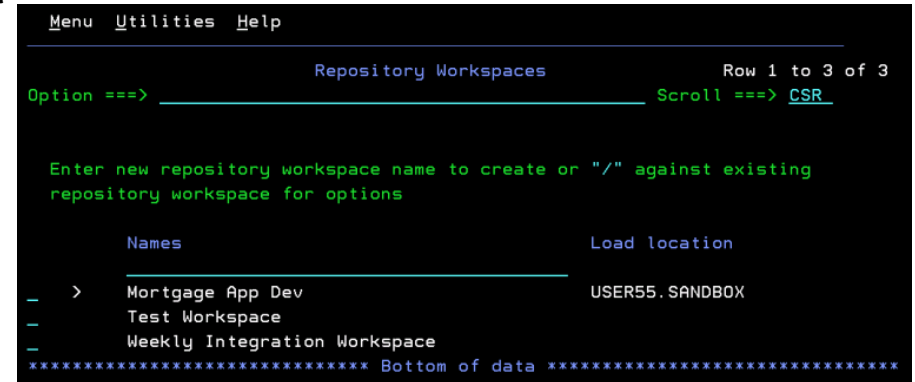 Menu Utilities Help
Repository Workspaces Row 1 to 3 of 3
Option ===> Scroll ===> CSR
Enter new repository workspace name to create or "/" against existing
repository workspace for options
Names Load location
> Mortgage App Dev USER55.SANDBOX
Test Workspace
Weekly Integration Workspace
******************************* Bottom of data ********************************